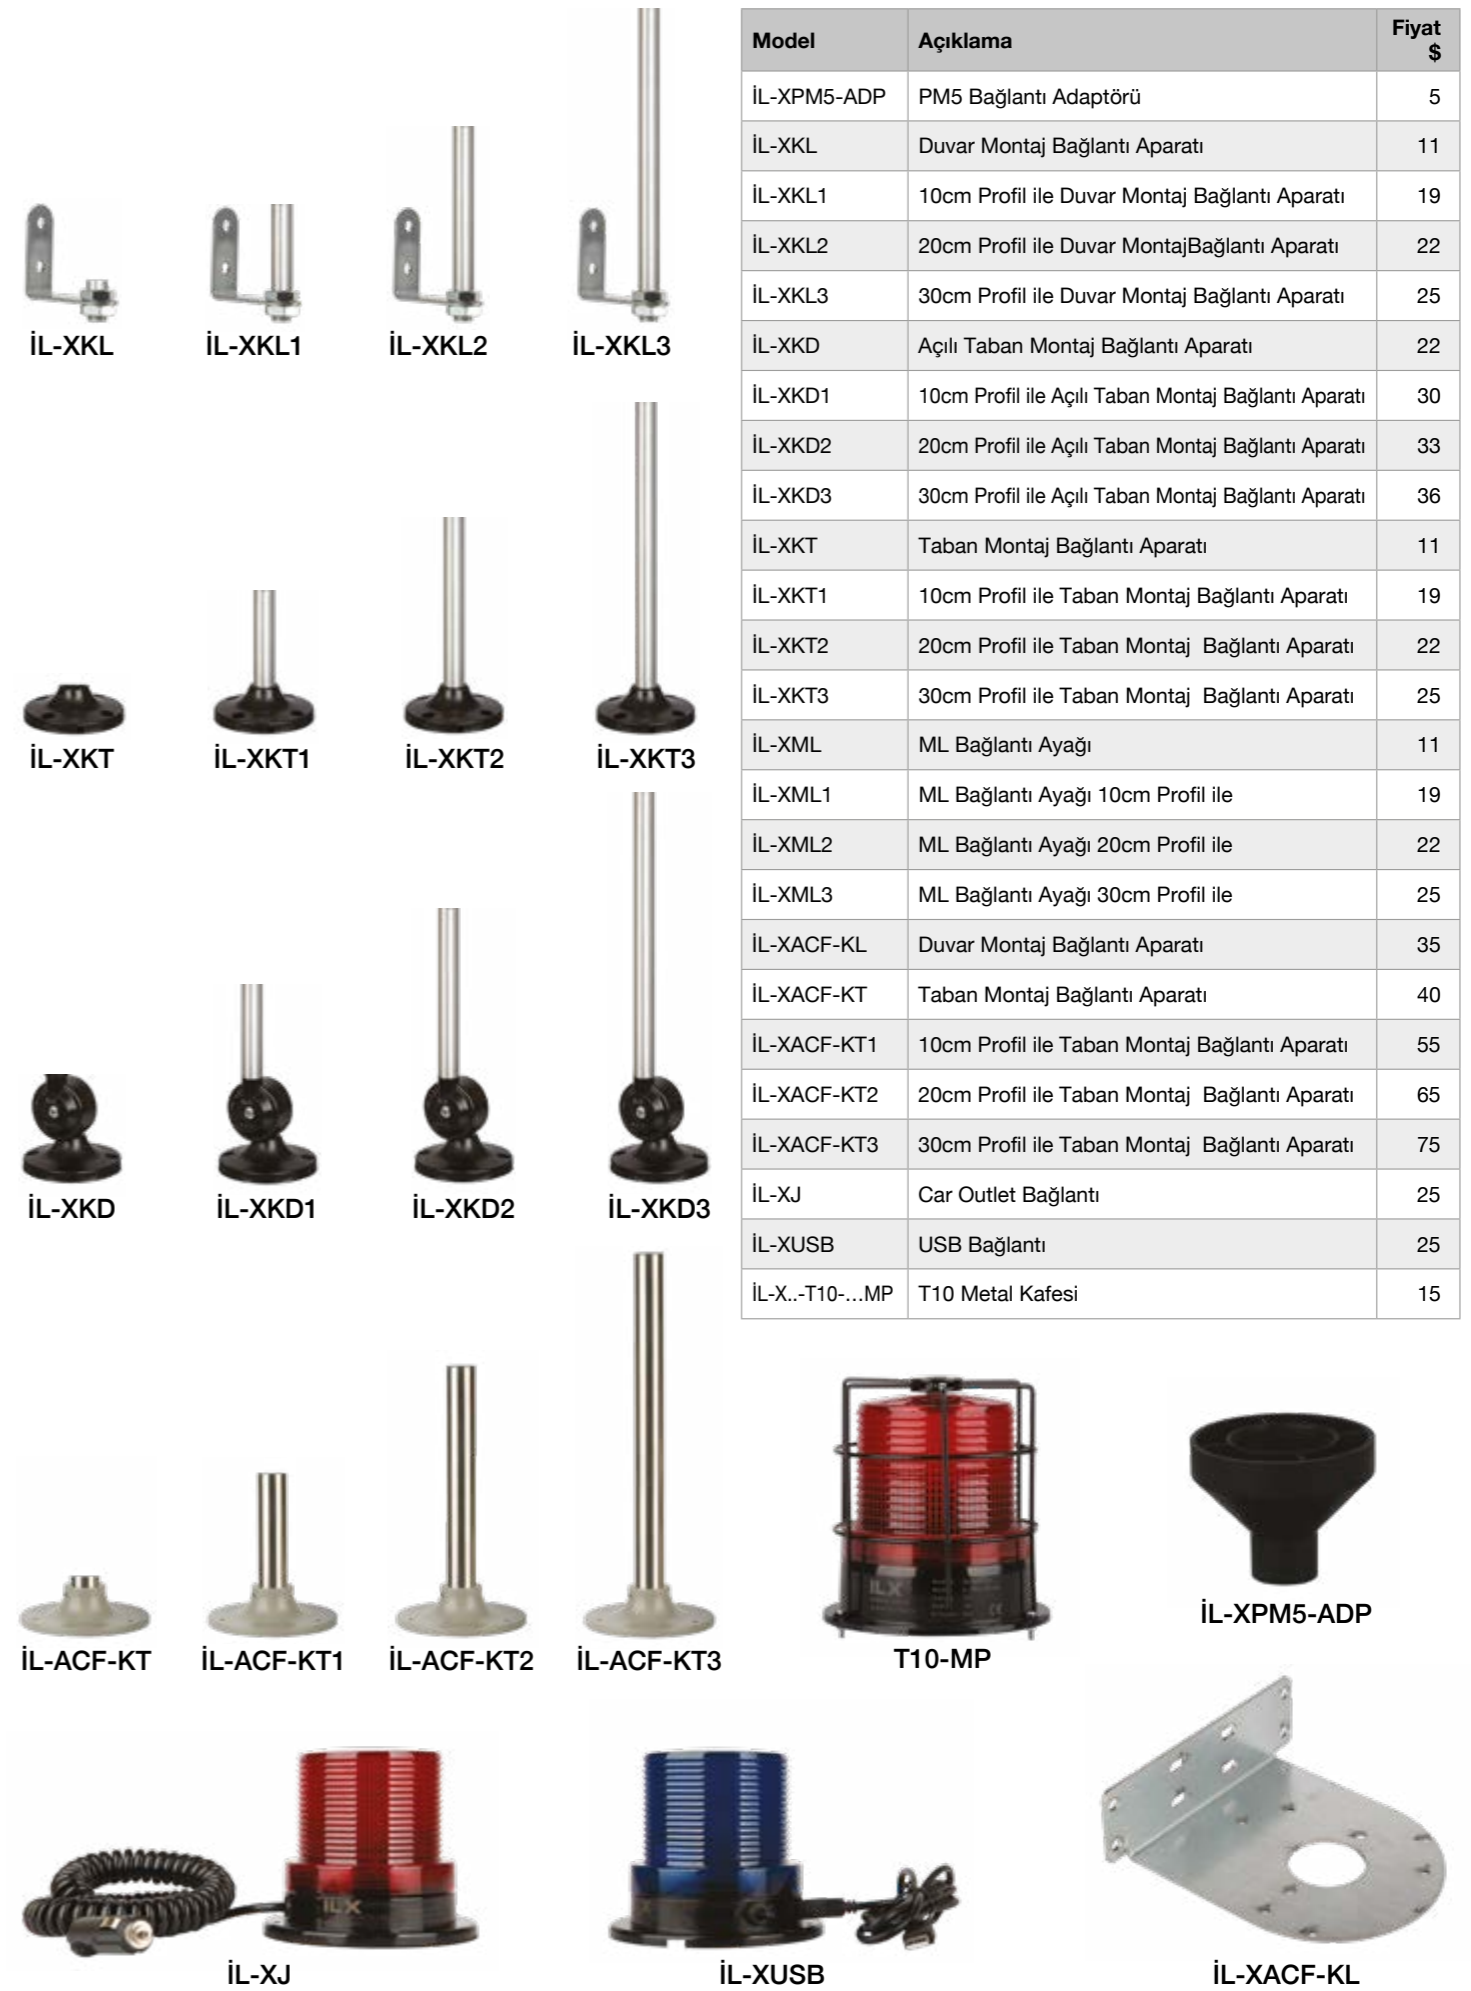 İL-XKL İL-XKL1 İL-XKL2 İL-XKL3
İL-XKT İL-XKT1 İL-XKT2 İL-XKT3
İL-XKD İL-XKD1 İL-XKD2 İL-XKD3
İL-ACF-KT İL-ACF-KT1 İL-ACF-KT2 İL-ACF-KT3
Model Açıklama Fiyat $
İL-XPM5-ADP PM5 Bağlantı Adaptörü 5
İL-XKL Duvar Montaj Bağlantı Aparatı 11
İL-XKL1 10cm Profil ile Duvar Montaj Bağlantı Aparatı 19
İL-XKL2 20cm Profil ile Duvar MontajBağlantı Aparatı 22
İL-XKL3 30cm Profil ile Duvar Montaj Bağlantı Aparatı 25
İL-XKD Açılı Taban Montaj Bağlantı Aparatı 22
İL-XKD1 10cm Profil ile Açılı Taban Montaj Bağlantı Aparatı 30
İL-XKD2 20cm Profil ile Açılı Taban Montaj Bağlantı Aparatı 33
İL-XKD3 30cm Profil ile Açılı Taban Montaj Bağlantı Aparatı 36
İL-XKT Taban Montaj Bağlantı Aparatı 11
İL-XKT1 10cm Profil ile Taban Montaj Bağlantı Aparatı 19
İL-XKT2 20cm Profil ile Taban Montaj Bağlantı Aparatı 22
İL-XKT3 30cm Profil ile Taban Montaj Bağlantı Aparatı 25
İL-XML ML Bağlantı Ayağı 11
İL-XML1 ML Bağlantı Ayağı 10cm Profil ile 19
İL-XML2 ML Bağlantı Ayağı 20cm Profil ile 22
İL-XML3 ML Bağlantı Ayağı 30cm Profil ile 25
İL-XACF-KL Duvar Montaj Bağlantı Aparatı 35
İL-XACF-KT Taban Montaj Bağlantı Aparatı 40
İL-XACF-KT1 10cm Profil ile Taban Montaj Bağlantı Aparatı 55
İL-XACF-KT2 20cm Profil ile Taban Montaj Bağlantı Aparatı 65
İL-XACF-KT3 30cm Profil ile Taban Montaj Bağlantı Aparatı 75
İL-XJ Car Outlet Bağlantı 25
İL-XUSB USB Bağlantı 25
İL-X..-T10-...MP T10 Metal Kafesi 15
ILX
T10-MP İL-XPM5-ADP
ILX
İL-XJ İL-XUSB İL-XACF-KL